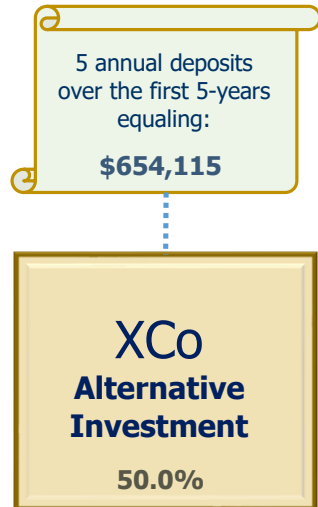 5 annual deposits
over the first 5-years
equaling:
$654,115
XCo
Alternative
Investment
50.0%